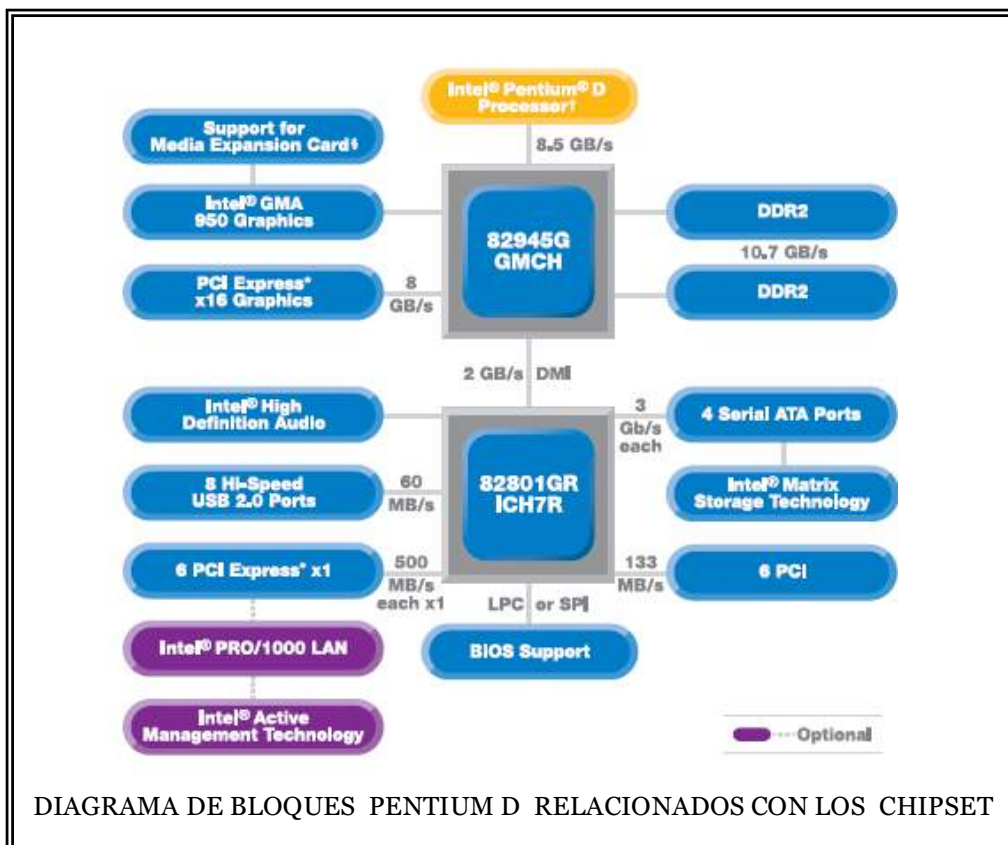 Intel® Pentium® D
Processor†
8.5 GB/s
Support for
Media Expansion Card§
Intel® GMA
950 Graphics
PCI Express*
x16 Graphics
8
GB/s
82945G
GMCH
DDR2
10.7 GB/s
DDR2
2 GB/s DMI
Intel® High
Definition Audio
8 Hi-Speed
USB 2.0 Ports
60
MB/s
6 PCI Express* x1
500
MB/s
each x1
82801GR
ICH7R
3
Gb/s
each
4 Serial ATA Ports
Intel® Matrix
Storage Technology
133
MB/s
6 PCI
LPC or SPI
BIOS Support
Intel® PRO/1000 LAN
Intel® Active
Management Technology
Optional
DIAGRAMA DE BLOQUES PENTIUM D RELACIONADOS CON LOS CHIPSET